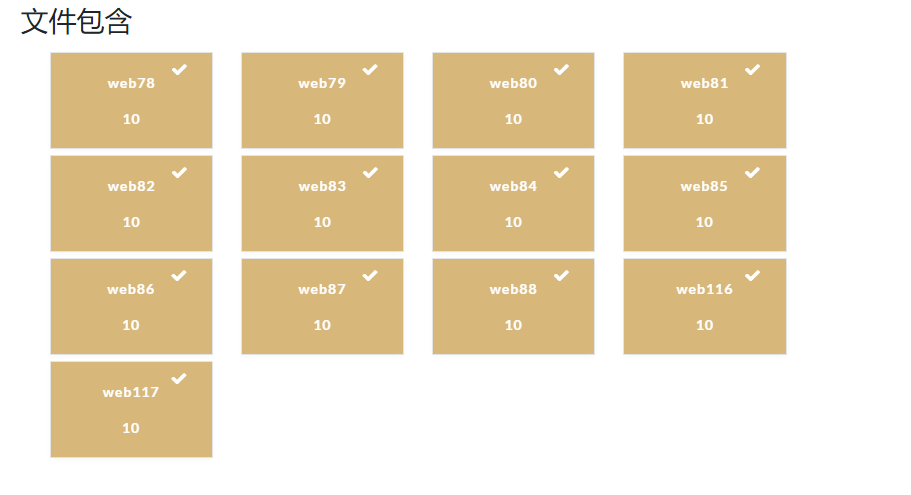 文件包含
web78 web79 web80 web81
10 10 10 10
web82 web83 web84 web85
10 10 10 10
web86 web87 web88 web116
10 10 10 10
web117
10